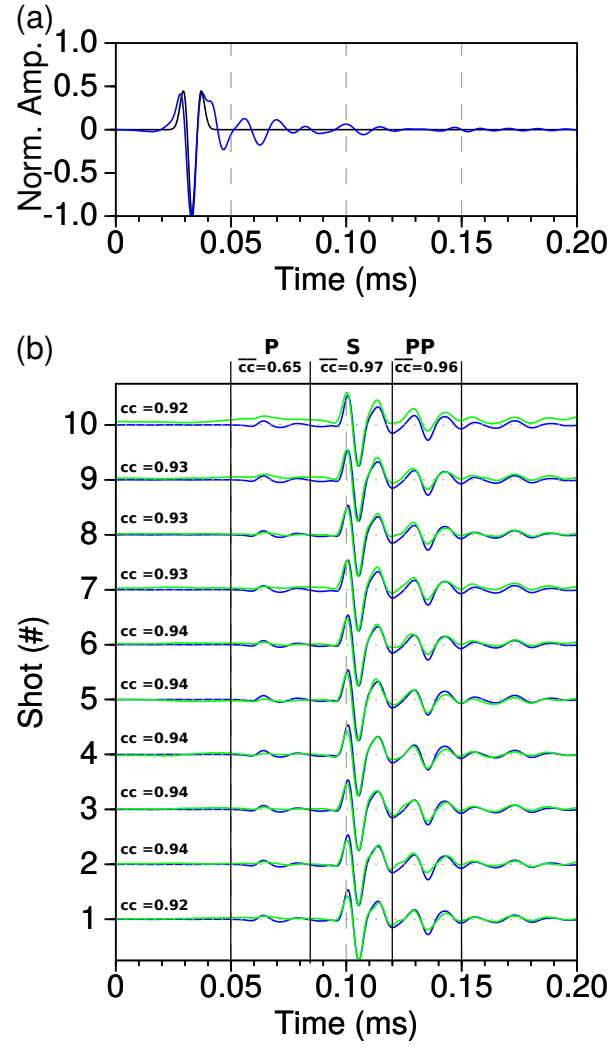 (a)
1.0
0.5
0
-0.5
-1.0
Norm. Amp.
0 0.05 0.10 0.15 0.20
Time (ms)
(b)
P S PP
cc=0.65 cc=0.97 cc=0.96
10 cc =0.92
9 cc =0.93
8 cc =0.93
7 cc =0.93
6 cc =0.94
5 cc =0.94
4 cc =0.94
3 cc =0.94
2 cc =0.94
1 cc =0.92
Shot (#)
0 0.05 0.10 0.15 0.20
Time (ms)